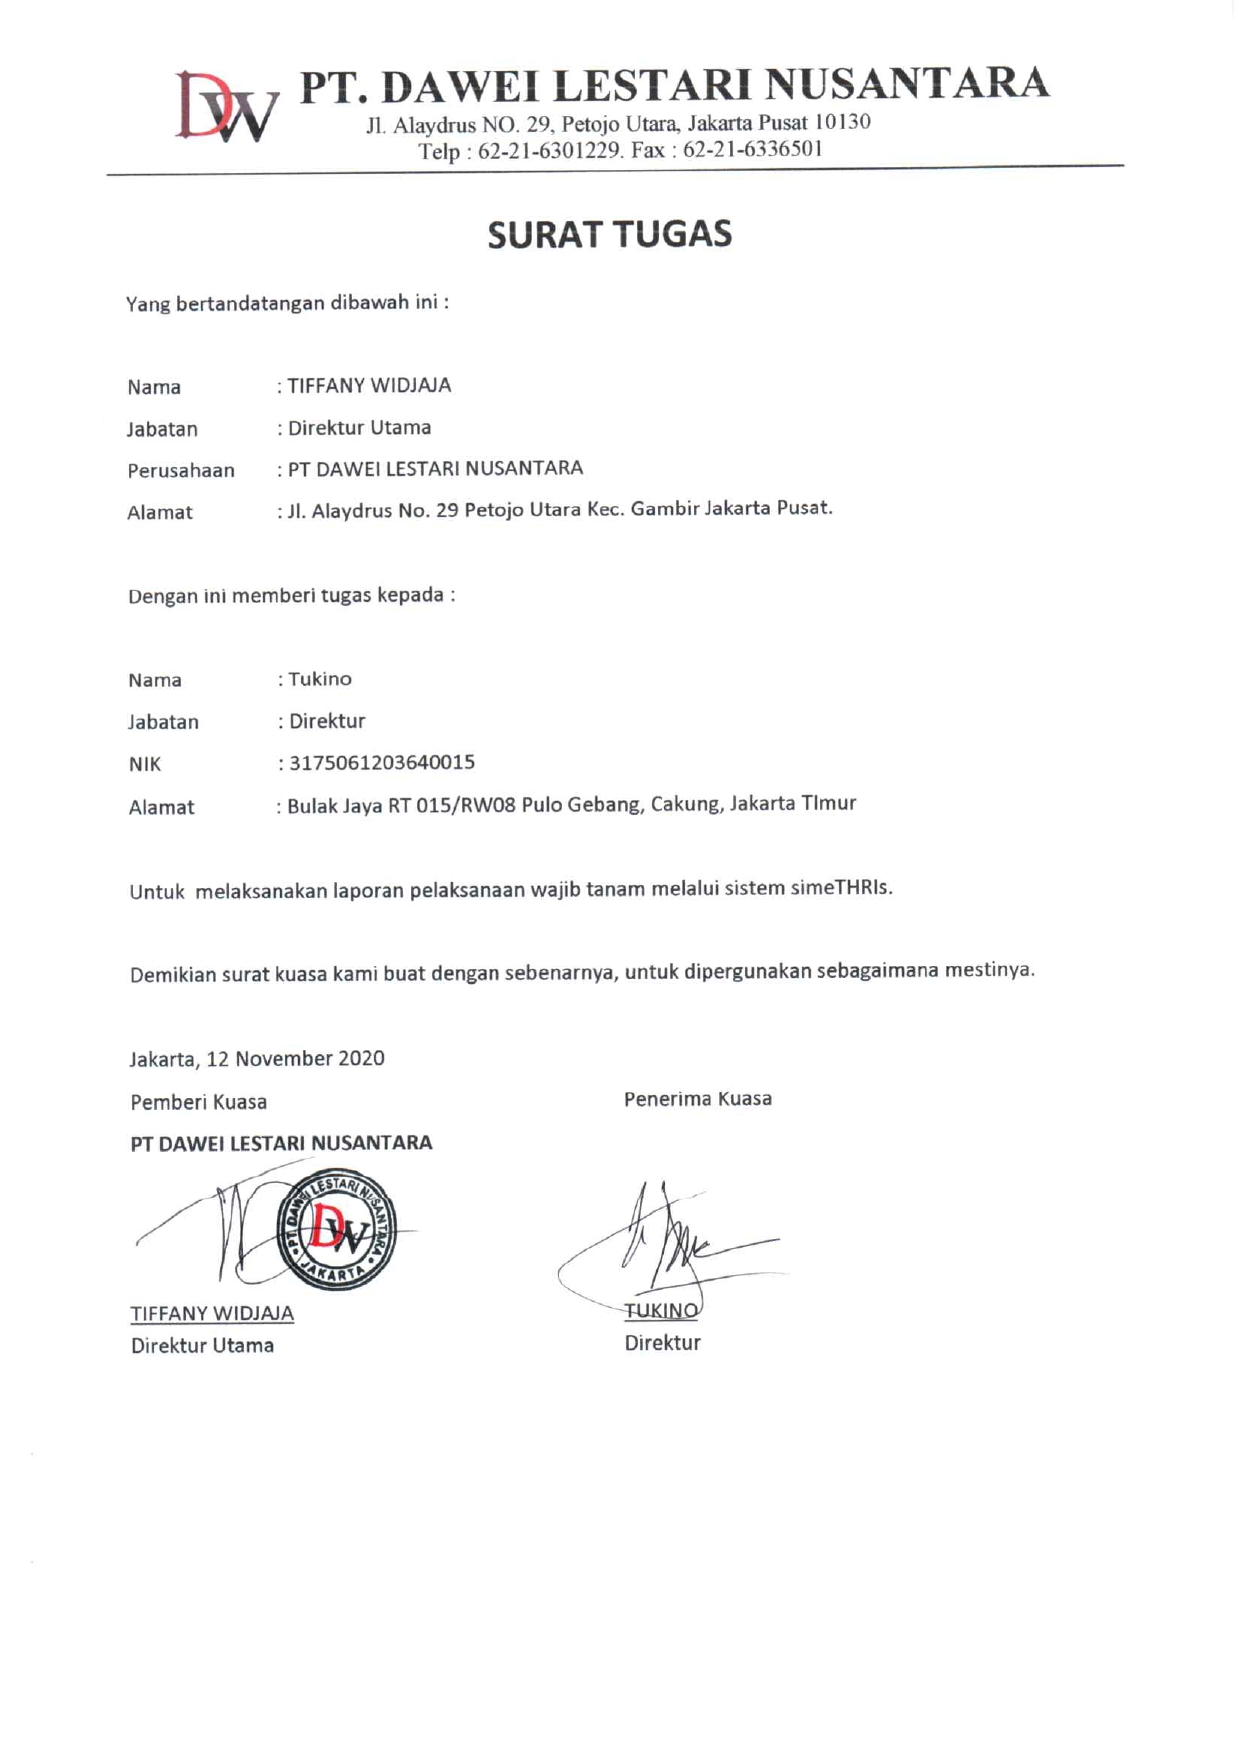 DW PT. DAWEI LESTARI NUSANTARA
Jl. Alaydrus NO. 29, Petojo Utara, Jakarta Pusat 10130
Telp : 62-21-6301229. Fax : 62-21-6336501
SURAT TUGAS
Yang bertandatangan dibawah ini :
Nama : TIFFANY WIDJAJA
Jabatan : Direktur Utama
Perusahaan : PT DAWEI LESTARI NUSANTARA
Alamat : Jl. Alaydrus No. 29 Petojo Utara Kec. Gambir Jakarta Pusat.
Dengan ini memberi tugas kepada :
Nama : Tukino
Jabatan : Direktur
NIK : 3175061203640015
Alamat : Bulak Jaya RT 015/RW08 Pulo Gebang, Cakung, Jakarta TImur
Untuk melaksanakan laporan pelaksanaan wajib tanam melalui sistem simeTHRIs.
Demikian surat kuasa kami buat dengan sebenarnya, untuk dipergunakan sebagaimana mestinya.
Jakarta, 12 November 2020
Pemberi Kuasa Penerima Kuasa
PT DAWEI LESTARI NUSANTARA
PT. DAWEI LESTARI NUSANTARA
DW
JAKARTA
TIFFANY WIDJAJA TUKINO
Direktur Utama Direktur